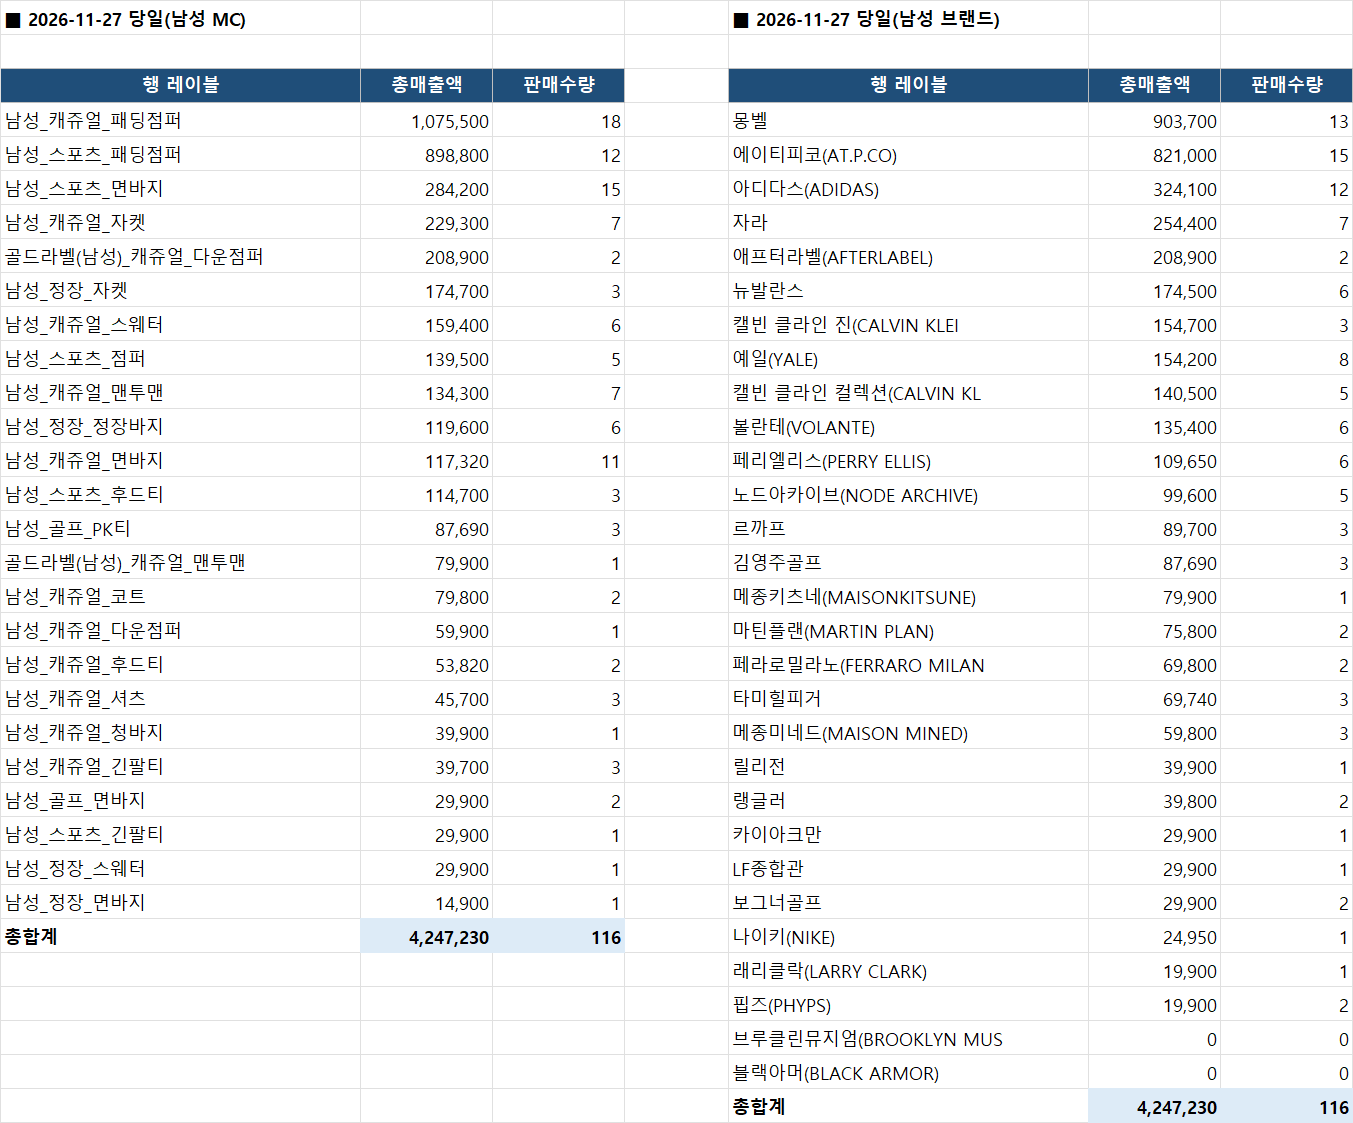 ■ 2026-11-27 당일(남성 MC)
행 레이블 총매출액 판매수량
남성_캐쥬얼_패딩점퍼 1,075,500 18
남성_스포츠_패딩점퍼 898,800 12
남성_스포츠_면바지 284,200 15
남성_캐쥬얼_자켓 229,300 7
골드라벨(남성)_캐쥬얼_다운점퍼 208,900 2
남성_정장_자켓 174,700 3
남성_캐쥬얼_스웨터 159,400 6
남성_스포츠_점퍼 139,500 5
남성_캐쥬얼_맨투맨 134,300 7
남성_정장_정장바지 119,600 6
남성_캐쥬얼_면바지 117,320 11
남성_스포츠_후드티 114,700 3
남성_골프_PK티 87,690 3
골드라벨(남성)_캐쥬얼_맨투맨 79,900 1
남성_캐쥬얼_코트 79,800 2
남성_캐쥬얼_다운점퍼 59,900 1
남성_캐쥬얼_후드티 53,820 2
남성_캐쥬얼_셔츠 45,700 3
남성_캐쥬얼_청바지 39,900 1
남성_캐쥬얼_긴팔티 39,700 3
남성_골프_면바지 29,900 2
남성_스포츠_긴팔티 29,900 1
남성_정장_스웨터 29,900 1
남성_정장_면바지 14,900 1
총합계 4,247,230 116
■ 2026-11-27 당일(남성 브랜드)
행 레이블 총매출액 판매수량
몽벨 903,700 13
에이티피코(AT.P.CO) 821,000 15
아디다스(ADIDAS) 324,100 12
자라 254,400 7
애프터라벨(AFTERLABEL) 208,900 2
뉴발란스 174,500 6
캘빈 클라인 진(CALVIN KLEI 154,700 3
예일(YALE) 154,200 8
캘빈 클라인 컬렉션(CALVIN KL 140,500 5
볼란테(VOLANTE) 135,400 6
페리엘리스(PERRY ELLIS) 109,650 6
노드아카이브(NODE ARCHIVE) 99,600 5
르까프 89,700 3
김영주골프 87,690 3
메종키츠네(MAISONKITSUNE) 79,900 1
마틴플랜(MARTIN PLAN) 75,800 2
페라로밀라노(FERRARO MILAN 69,800 2
타미힐피거 69,740 3
메종미네드(MAISON MINED) 59,800 3
릴리전 39,900 1
랭글러 39,800 2
카이아크만 29,900 1
LF종합관 29,900 1
보그너골프 29,900 2
나이키(NIKE) 24,950 1
래리클락(LARRY CLARK) 19,900 1
핍즈(PHYPS) 19,900 2
브루클린뮤지엄(BROOKLYN MUS 0 0
블랙아머(BLACK ARMOR) 0 0
총합계 4,247,230 116